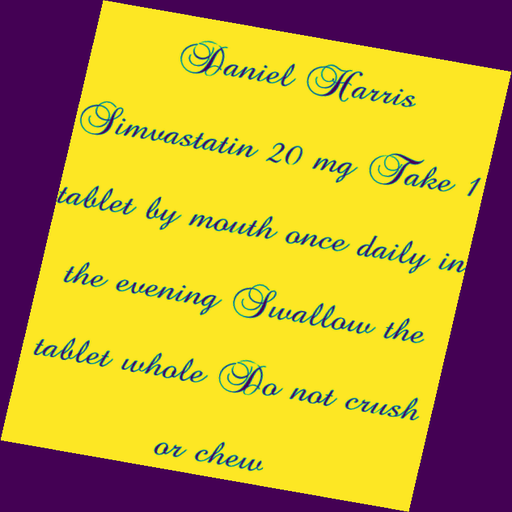 Daniel Harris
Simvastatin 20 mg Take 1
tablet by mouth once daily in
the evening Swallow the
tablet whole Do not crush
or chew